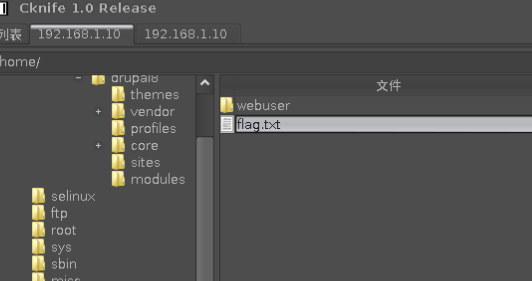 Cknife 1.0 Release
列表 192.168.1.10 192.168.1.10
home/
drupal8
themes
vendor
profiles
core
sites
modules
selinux
ftp
root
sys
sbin
misc
文件
webuser
flag.txt